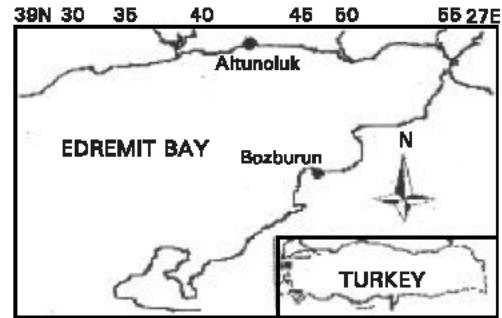 39N 30 35 40 45 50 55 27E
Altunoluk
EDREMIT BAY
N
Bozburun
TURKEY